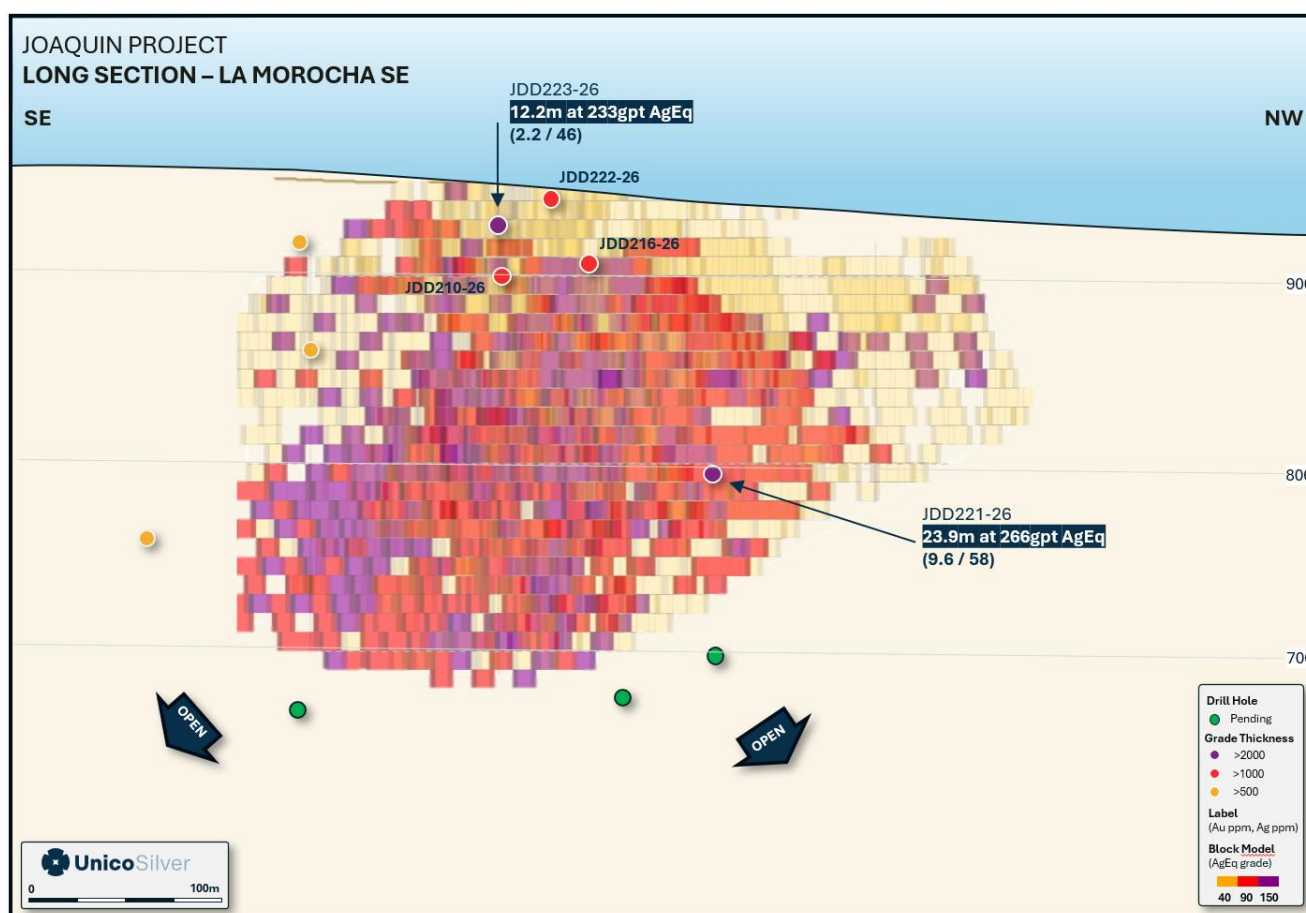 JOAQUIN PROJECT
LONG SECTION – LA MOROCHA SE
SE
NW
JDD223-26
12.2m at 233gpt AgEq
(2.2 / 46)
JDD222-26
JDD216-26
JDD210-26
900
800
JDD221-26
23.9m at 266gpt AgEq
(9.6 / 58)
700
OPEN
OPEN
Drill Hole
Pending
Grade Thickness
>2000
>1000
>500
Label
(Au ppm, Ag ppm)
Block Model
(AgEq grade)
40 90 150
UnicoSilver
0 100m